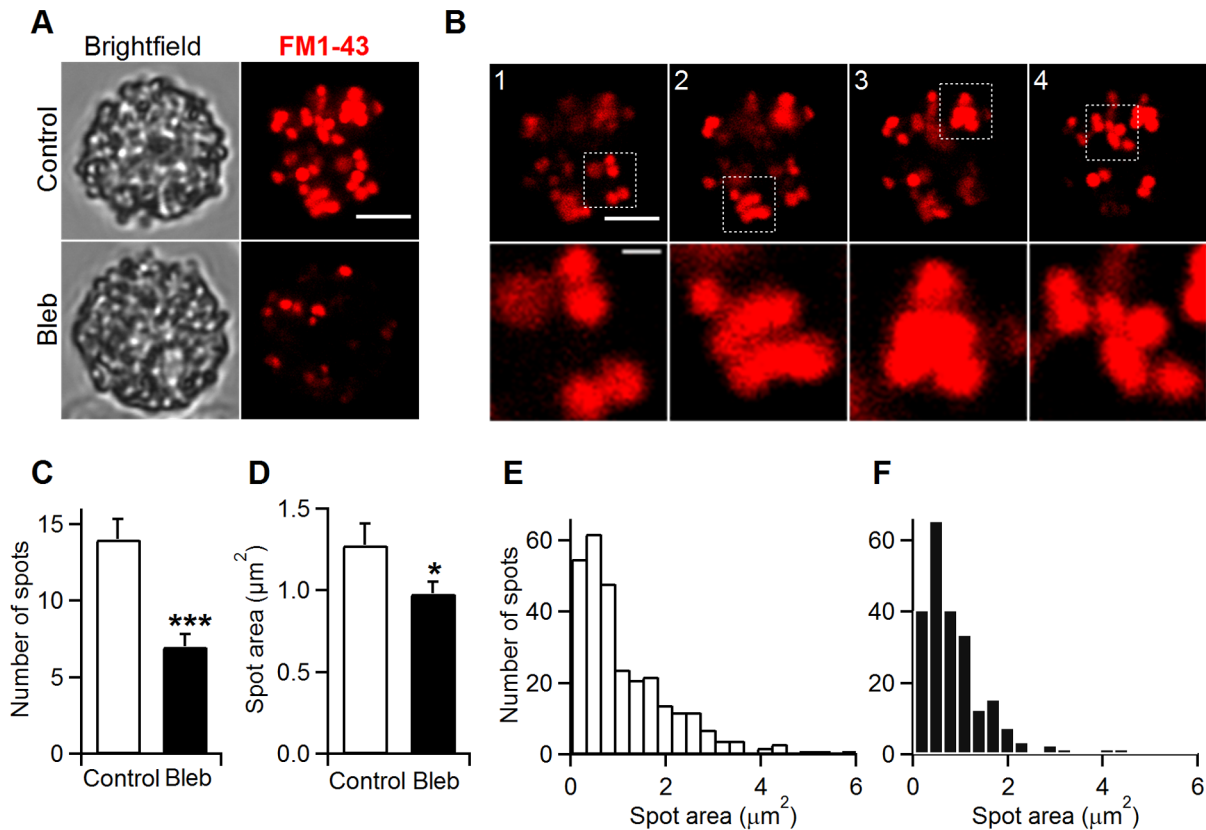 A
B
Brightfield FM1-43
Control
Bleb
1 2 3 4
C
D
E
F
Number of spots
15
10
5
0
***
Control Bleb
Spot area (μm²)
1.5
1.0
0.5
0.0
*
Control Bleb
Number of spots
60
40
20
0
0 2 4 6
Spot area (μm²)
60
40
20
0
0 2 4 6
Spot area (μm²)